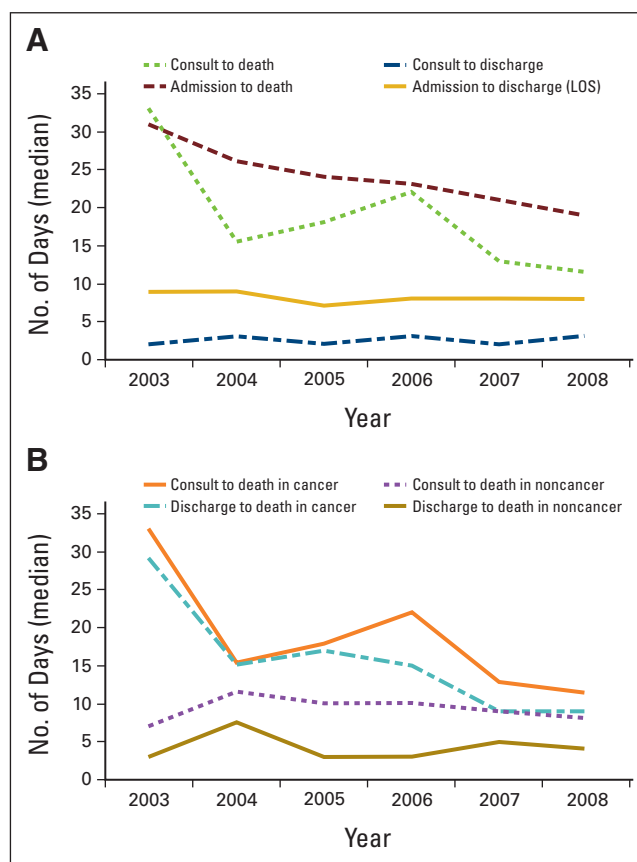 A
Consult to death
Consult to discharge
Admission to death
Admission to discharge (LOS)
No. of Days (median)
35
30
25
20
15
10
5
0
2003 2004 2005 2006 2007 2008
Year
B
Consult to death in cancer
Consult to death in noncancer
Discharge to death in cancer
Discharge to death in noncancer
No. of Days (median)
35
30
25
20
15
10
5
0
2003 2004 2005 2006 2007 2008
Year